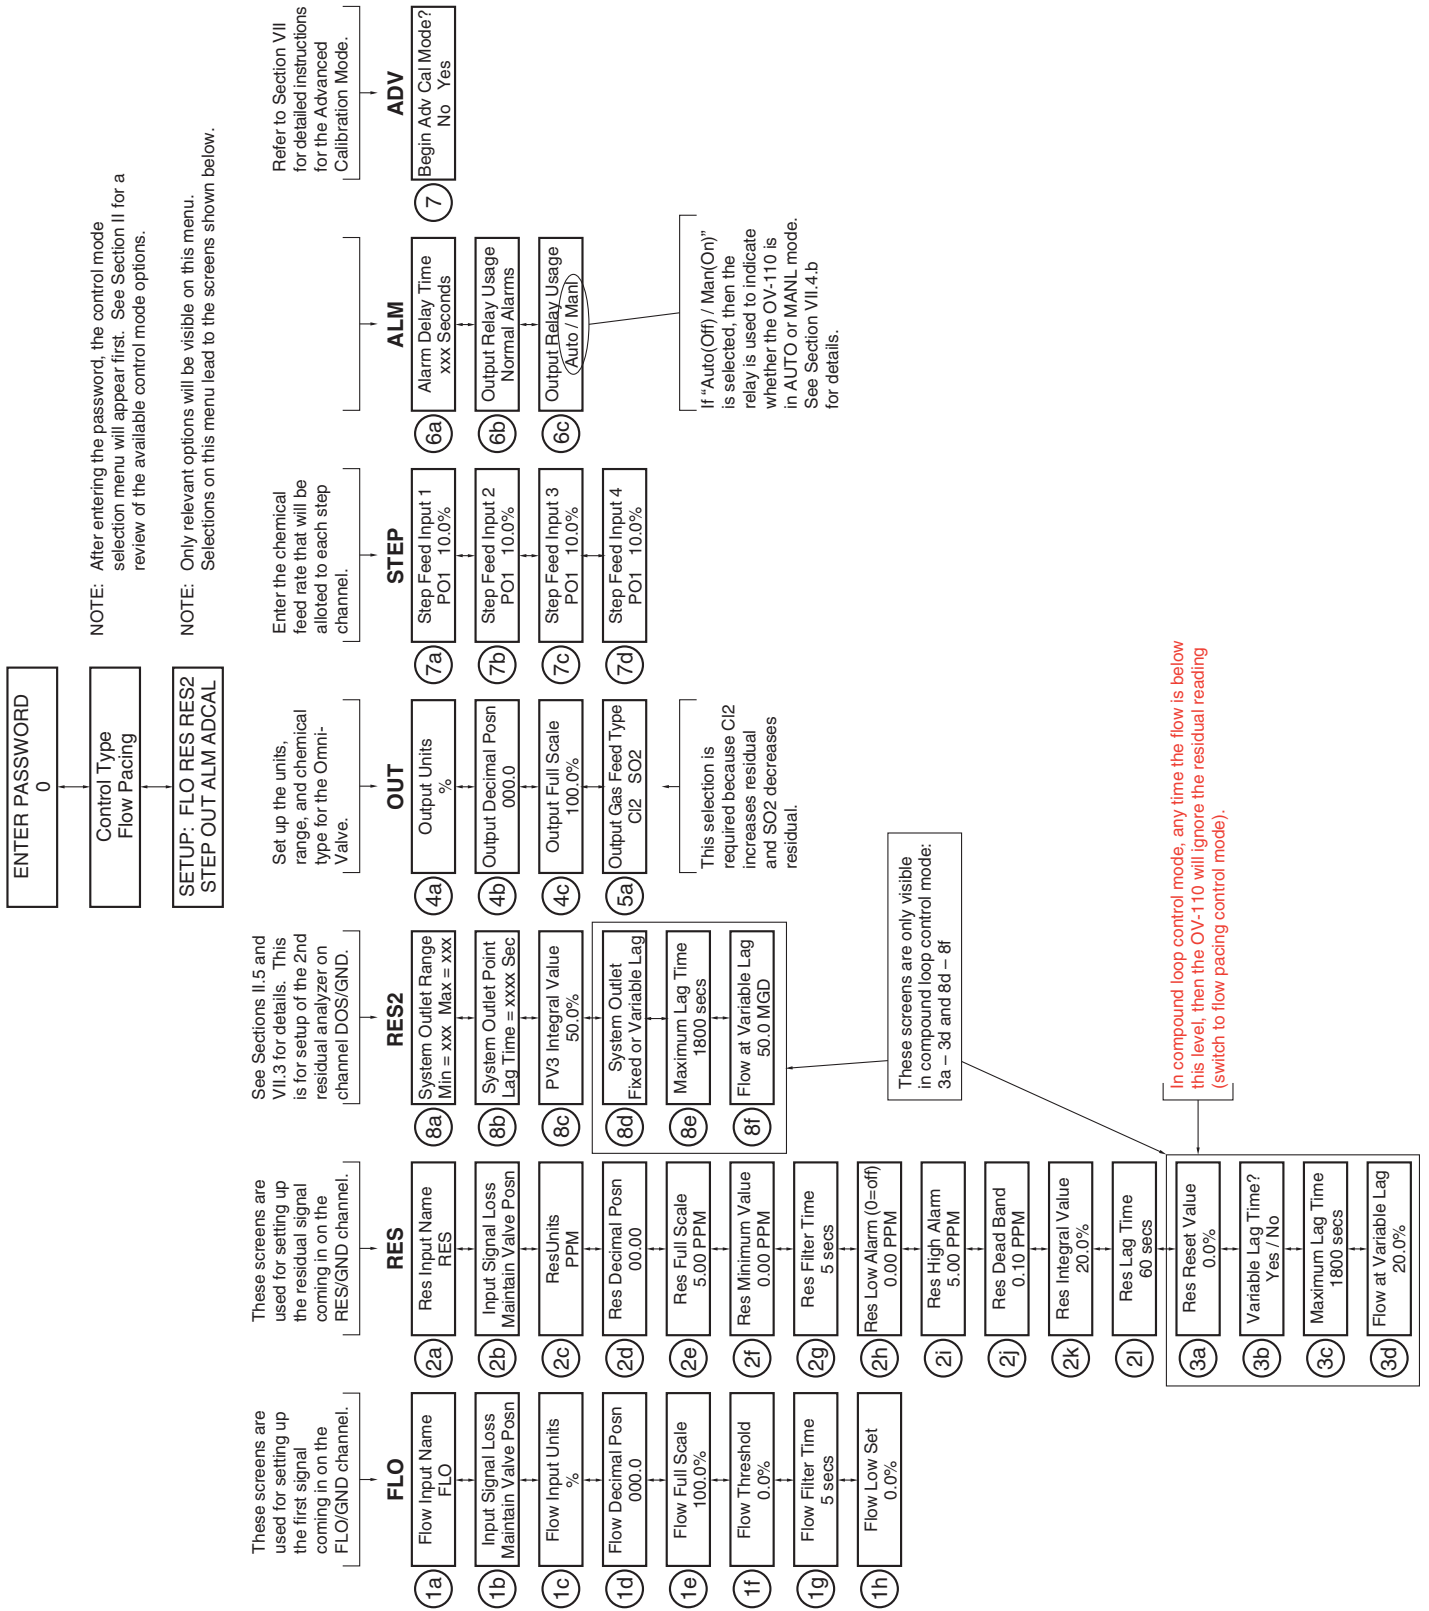 ENTER PASSWORD
0
Control Type
Flow Pacing
SETUP:  FLO RES RES2
STEP OUT ALM ADCAL
NOTE:  After entering the password, the control mode
selection menu will appear first.  See Section II for a
review of the available control mode options.
NOTE:  Only relevant options will be visible on this menu.
Selections on this menu lead to the screens shown below.
These screens are
used for setting up
the first signal
coming in on the
FLO/GND channel.
FLO
1a
Flow Input Name
FLO
1b
Input Signal Loss
Maintain Valve Posn
1c
Flow Input Units
%
1d
Flow Decimal Posn
000.0
1e
Flow Full Scale
100.0%
1f
Flow Threshold
0.0%
1g
Flow Filter Time
5 secs
1h
Flow Low Set
0.0%
These screens are
used for setting up
the residual signal
coming in on the
RES/GND channel.
RES
2a
Res Input Name
RES
2b
Input Signal Loss
Maintain Valve Posn
2c
ResUnits
PPM
2d
Res Decimal Posn
00.00
2e
Res Full Scale
5.00 PPM
2f
Res Minimum Value
0.00 PPM
2g
Res Filter Time
5 secs
2h
Res Low Alarm (0=off)
0.00 PPM
2i
Res High Alarm
5.00 PPM
2j
Res Dead Band
0.10 PPM
2k
Res Integral Value
20.0%
2l
Res Lag Time
60 secs
3a
Res Reset Value
0.0%
3b
Variable Lag Time?
Yes / No
3c
Maximum Lag Time
1800 secs
3d
Flow at Variable Lag
20.0%
See Sections II.5 and
VII.3 for details.  This
is for setup of the 2nd
residual analyzer on
channel DOS/GND.
RES2
8a
System Outlet Range
Min = xxx  Max = xxx
8b
System Outlet Point
Lag Time = xxxx Sec
8c
PV3 Integral Value
50.0%
8d
System Outlet
Fixed or Variable Lag
8e
Maximum Lag Time
1800 secs
8f
Flow at Variable Lag
50.0 MGD
These screens are only visible
in compound loop control mode:
3a – 3d and 8d – 8f
In compound loop control mode, any time the flow is below
this level, then the OV-110 will ignore the residual reading
(switch to flow pacing control mode).
Set up the units,
range, and chemical
type for the Omni-
Valve.
OUT
4a
Output Units
%
4b
Output Decimal Posn
000.0
4c
Output Full Scale
100.0%
5a
Output Gas Feed Type
Cl2   SO2
This selection is
required because Cl2
increases residual
and SO2 decreases
residual.
Enter the chemical
feed rate that will be
alloted to each step
channel.
STEP
7a
Step Feed Input 1
PO1   10.0%
7b
Step Feed Input 2
PO1   10.0%
7c
Step Feed Input 3
PO1   10.0%
7d
Step Feed Input 4
PO1   10.0%
ALM
6a
Alarm Delay Time
xxx Seconds
6b
Output Relay Usage
Normal Alarms
6c
Output Relay Usage
Auto / Manl
If “Auto(Off) / Man(On)”
is selected, then the
relay is used to indicate
whether the OV-110 is
in AUTO or MANL mode.
See Section VII.4.b
for details.
Refer to Section VII
for detailed instructions
for the Advanced
Calibration Mode.
ADV
7
Begin Adv Cal Mode?
No   Yes